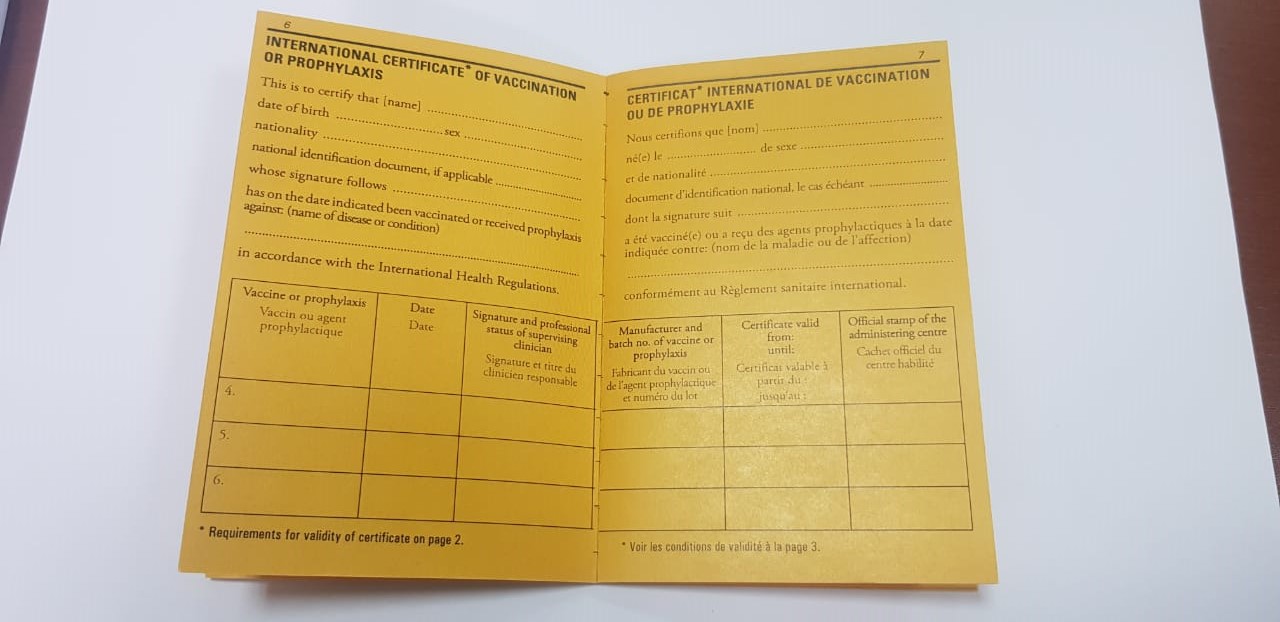 6
INTERNATIONAL CERTIFICATE* OF VACCINATION
OR PROPHYLAXIS
This is to certify that [name] ........................................
date of birth .............................. sex ..............................
nationality ..................................................
national identification document, if applicable ......................
whose signature follows ........................................
has on the date indicated been vaccinated or received prophylaxis
against: (name of disease or condition)
................................................................................
in accordance with the International Health Regulations.
Vaccine or prophylaxis
Vaccin ou agent
prophylactique
Date
Date
Signature and professional
status of supervising
clinician
Signature et titre du
clinicien responsable
4.
5.
6.
* Requirements for validity of certificate on page 2.
7
CERTIFICAT* INTERNATIONAL DE VACCINATION
OU DE PROPHYLAXIE
Nous certifions que [nom] ..................................................
né(e) le .............................. de sexe ..............................
et de nationalité ..................................................
document d'identification national, le cas échéant ......................
dont la signature suit ..................................................
a été vacciné(e) ou a reçu des agents prophylactiques à la date
indiquée contre: (nom de la maladie ou de l'affection)
................................................................................
conformément au Règlement sanitaire international.
Manufacturer and
batch no. of vaccine or
prophylaxis
Fabricant du vaccin ou
de l'agent prophylactique
et numéro du lot
Certificate valid
from:
until:
Certificat valable à
partir du :
jusqu'au :
Official stamp of the
administering centre
Cachet officiel du
centre habilité
* Voir les conditions de validité à la page 3.